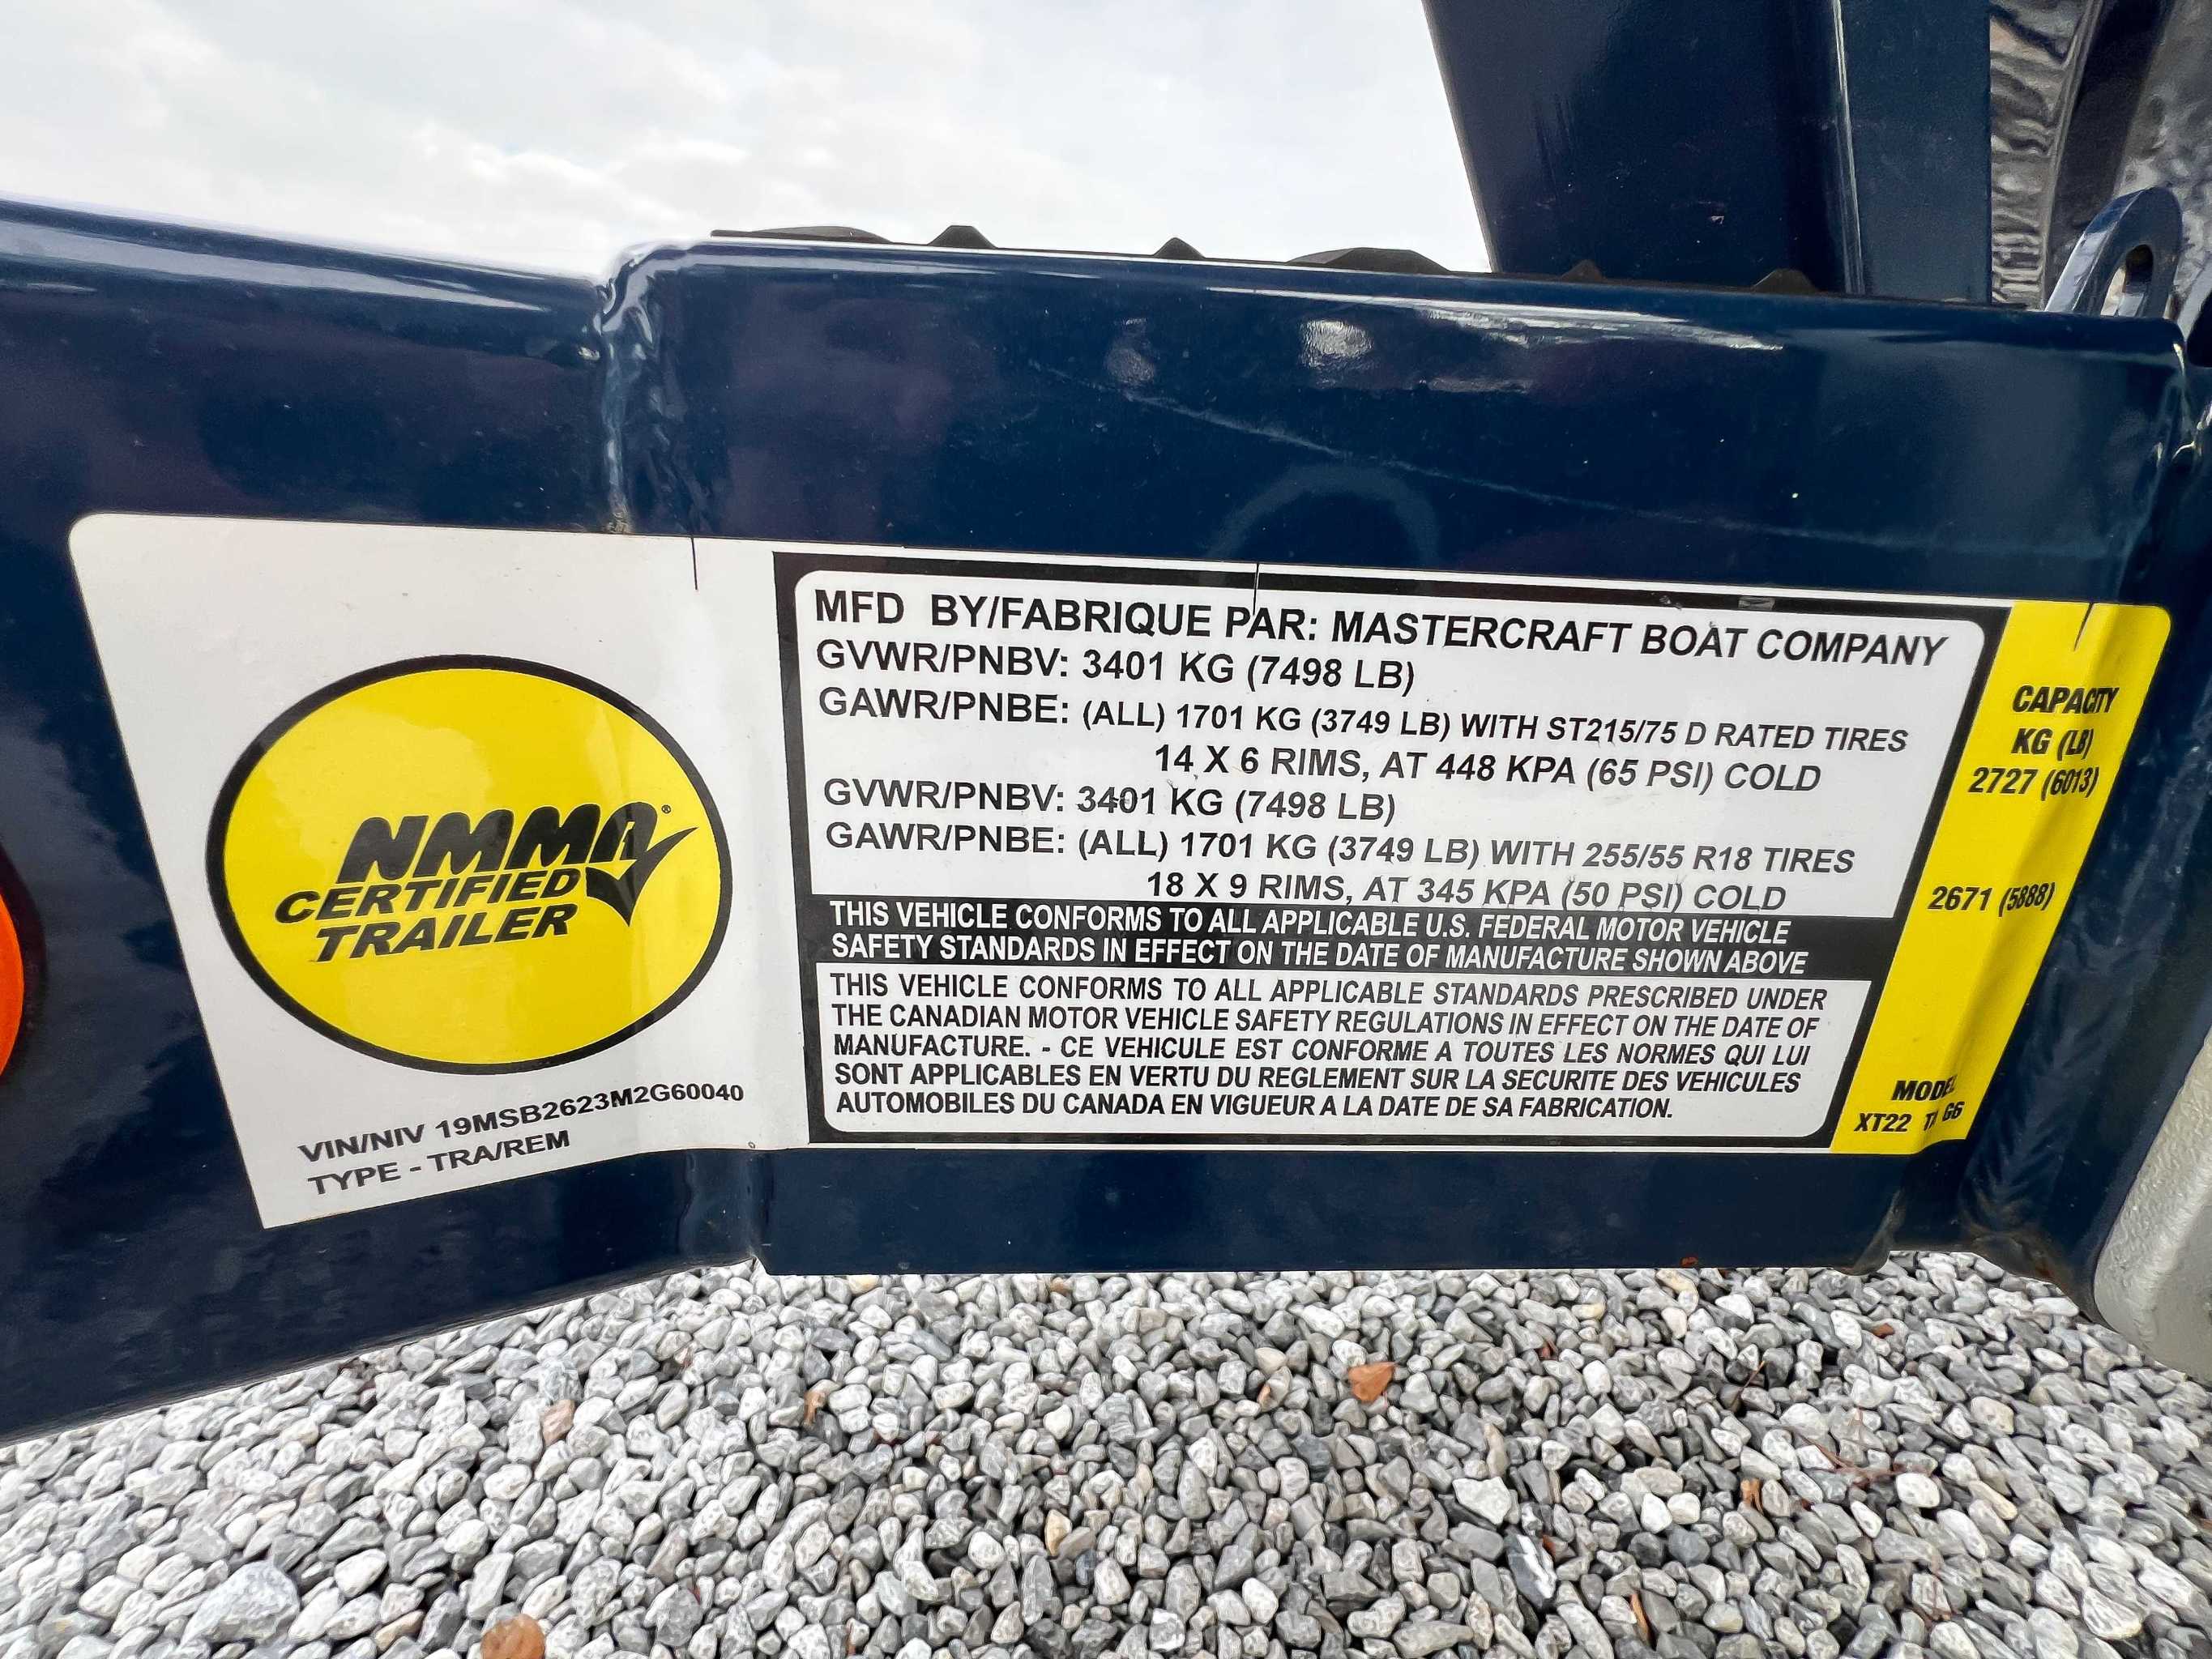 NMMA®
CERTIFIED
TRAILER
VIN/NIV 19MSB2623M2G60040
TYPE - TRA/REM
MFD BY/FABRIQUE PAR: MASTERCRAFT BOAT COMPANY
GVWR/PNBV: 3401 KG (7498 LB)
GAWR/PNBE: (ALL) 1701 KG (3749 LB) WITH ST215/75 D RATED TIRES
14 X 6 RIMS, AT 448 KPA (65 PSI) COLD
GVWR/PNBV: 3401 KG (7498 LB)
GAWR/PNBE: (ALL) 1701 KG (3749 LB) WITH 255/55 R18 TIRES
18 X 9 RIMS, AT 345 KPA (50 PSI) COLD
THIS VEHICLE CONFORMS TO ALL APPLICABLE U.S. FEDERAL MOTOR VEHICLE
SAFETY STANDARDS IN EFFECT ON THE DATE OF MANUFACTURE SHOWN ABOVE
THIS VEHICLE CONFORMS TO ALL APPLICABLE STANDARDS PRESCRIBED UNDER
THE CANADIAN MOTOR VEHICLE SAFETY REGULATIONS IN EFFECT ON THE DATE OF
MANUFACTURE. - CE VEHICULE EST CONFORME A TOUTES LES NORMES QUI LUI
SONT APPLICABLES EN VERTU DU REGLEMENT SUR LA SECURITE DES VEHICULES
AUTOMOBILES DU CANADA EN VIGUEUR A LA DATE DE SA FABRICATION.
CAPACITY
KG (LB)
2727 (6013)
2671 (5888)
MODEL
XT22 G6